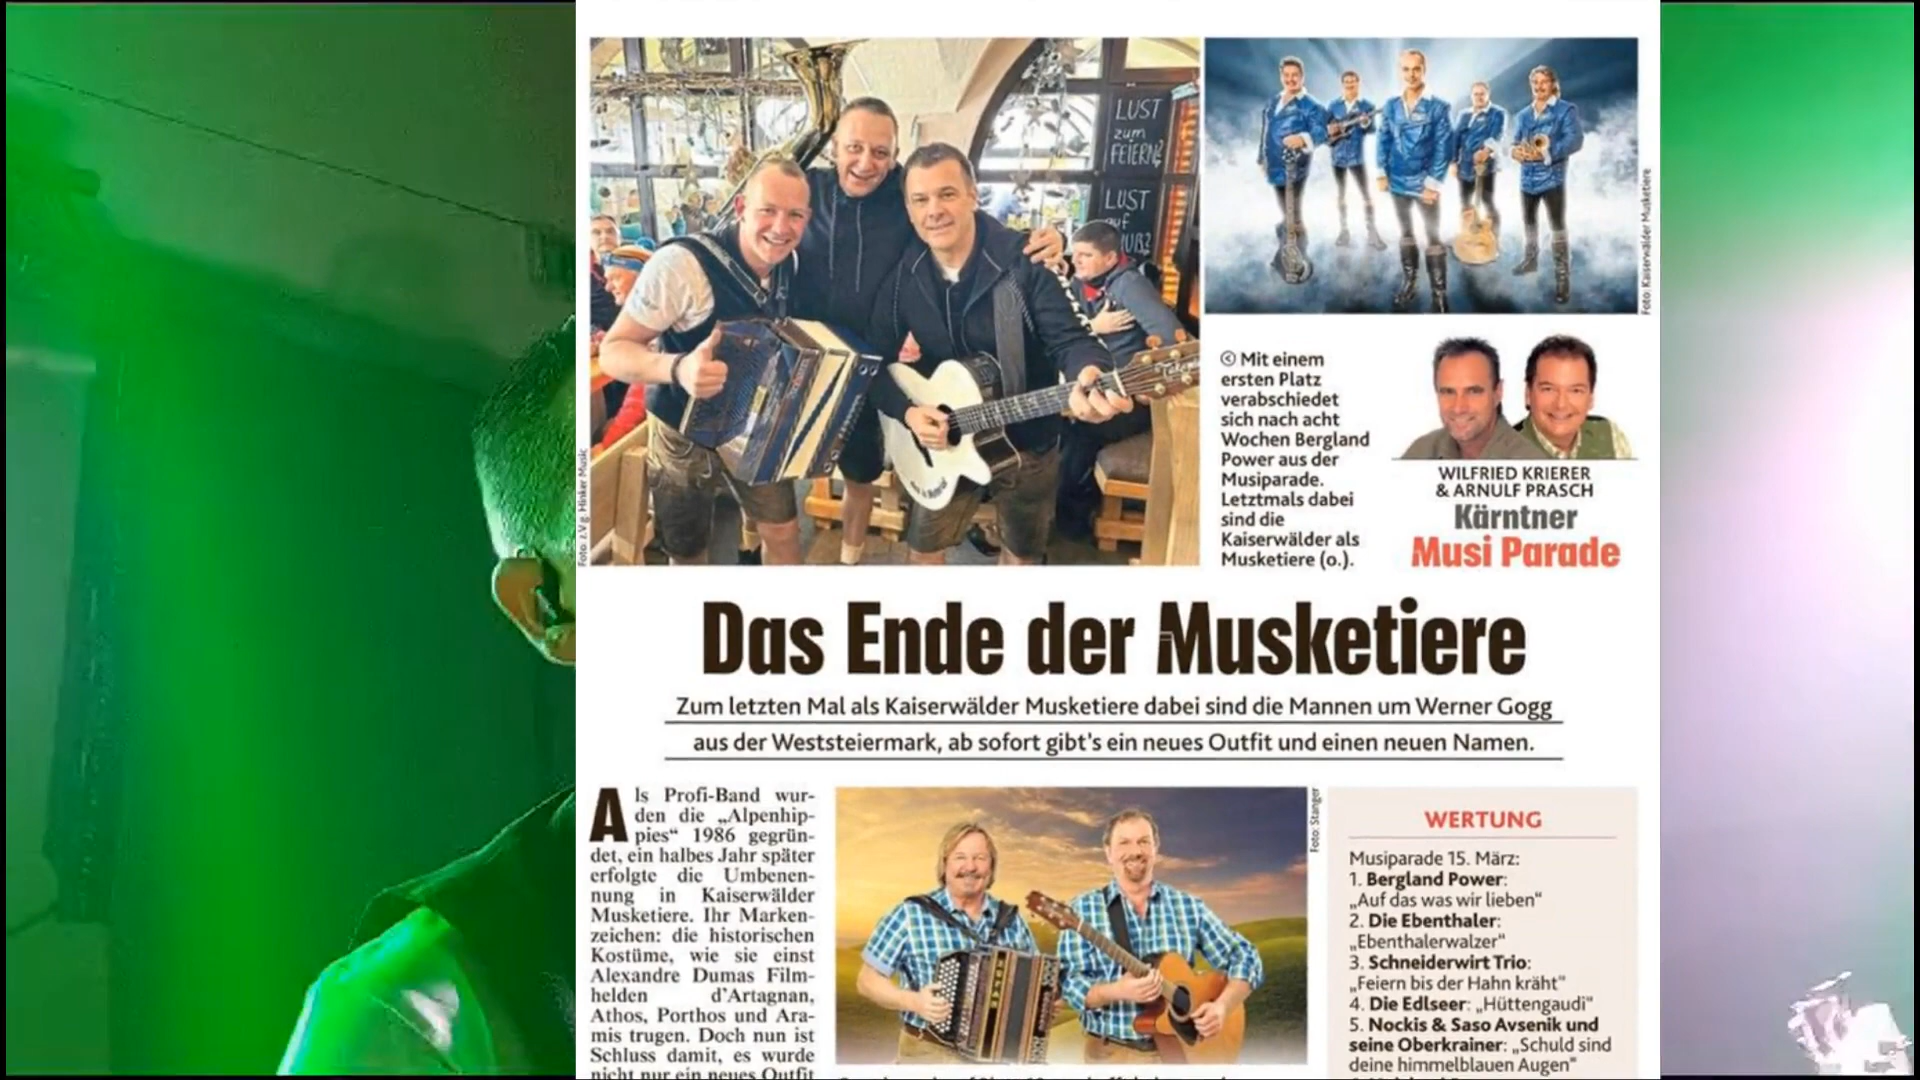 LUST
zum
FEIERN?
LUST
auf
Foto: z.V.g. Hinker Music
Foto: Kaiserwälder Musketiere
Mit einem
ersten Platz
verabschiedet
sich nach acht
Wochen Bergland
Power aus der
Musiparade.
Letztmals dabei
sind die
Kaiserwälder als
Musketiere (o.).
WILFRIED KRIERER
& ARNULF PRASCH
Kärntner
Musi Parade
Das Ende der Musketiere
Zum letzten Mal als Kaiserwälder Musketiere dabei sind die Mannen um Werner Gogg
aus der Weststeiermark, ab sofort gibt's ein neues Outfit und einen neuen Namen.
Als Profi-Band wur-
den die „Alpenhip-
pies“ 1986 gegrün-
det, ein halbes Jahr später
erfolgte die Umbenen-
nung in Kaiserwälder
Musketiere. Ihr Marken-
zeichen: die historischen
Kostüme, wie sie einst
Alexandre Dumas Film-
helden d'Artagnan,
Athos, Porthos und Ara-
mis trugen. Doch nun ist
Schluss damit, es wurde
nicht nur ein neues Outfit
Foto: Stanger
WERTUNG
Musiparade 15. März:
1. Bergland Power:
„Auf das was wir lieben“
2. Die Ebenthaler:
„Ebenthalerwalzer“
3. Schneiderwirt Trio:
„Feiern bis der Hahn kräht“
4. Die Edlseer: „Hüttengaudi“
5. Nockis & Saso Avsenik und
seine Oberkrainer: „Schuld sind
deine himmelblauen Augen“